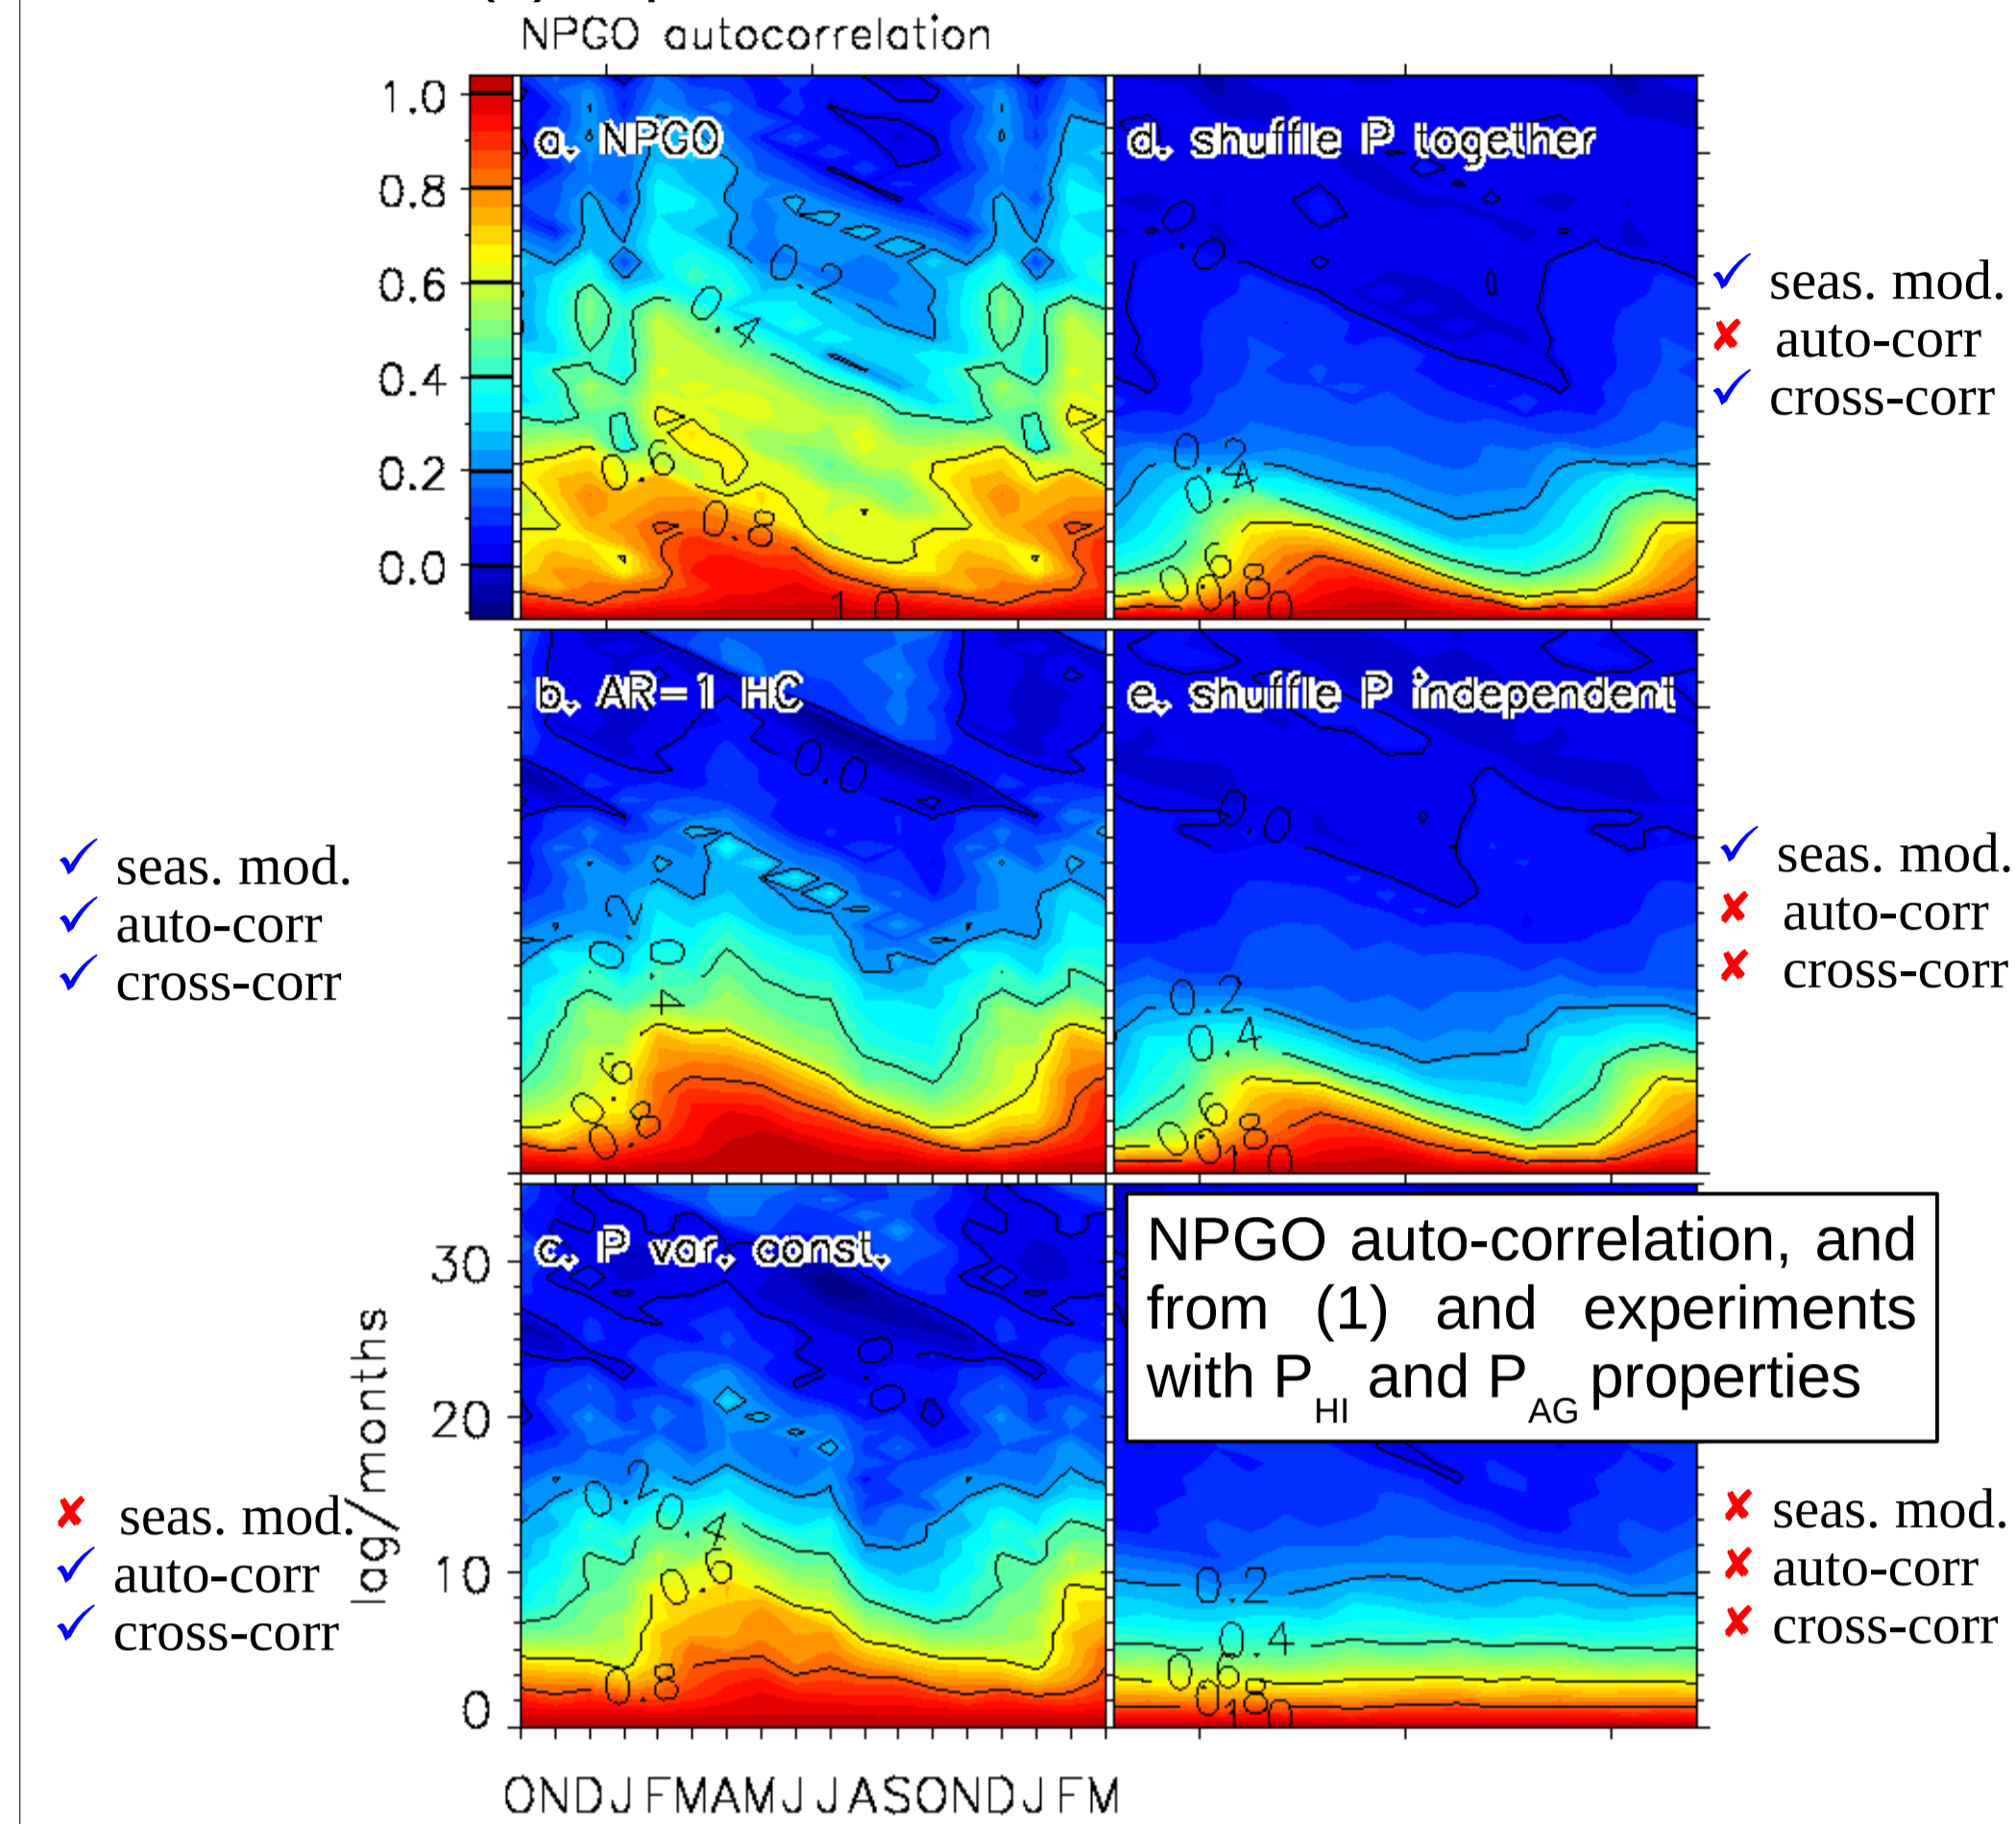 NPGO autocorrelation
1.0
0.8
0.6
0.4
0.2
0.0
a. NPGO
0.2
0.4
0.6
0.8
1.0
d. shuffle P together
0.0
0.2
0.4
0.6
0.8
1.0
✓ seas. mod.
✘ auto-corr
✓ cross-corr
b. AR=1 HC
0.0
0.2
0.4
0.6
0.8
✓ seas. mod.
✓ auto-corr
✓ cross-corr
e. shuffle P independent
0.0
0.2
0.4
0.6
0.8
1.0
✓ seas. mod.
✘ auto-corr
✘ cross-corr
c. P var. const.
0.0
0.2
0.4
0.6
0.8
30
20
10
0
lag/months
✘ seas. mod.
✓ auto-corr
✓ cross-corr
ONDJFMAMJJASONDJFM
NPGO auto-correlation, and
from (1) and experiments
with P HI and P AG properties
0.2
0.4
0.6
0.8
1.0
✘ seas. mod.
✘ auto-corr
✘ cross-corr